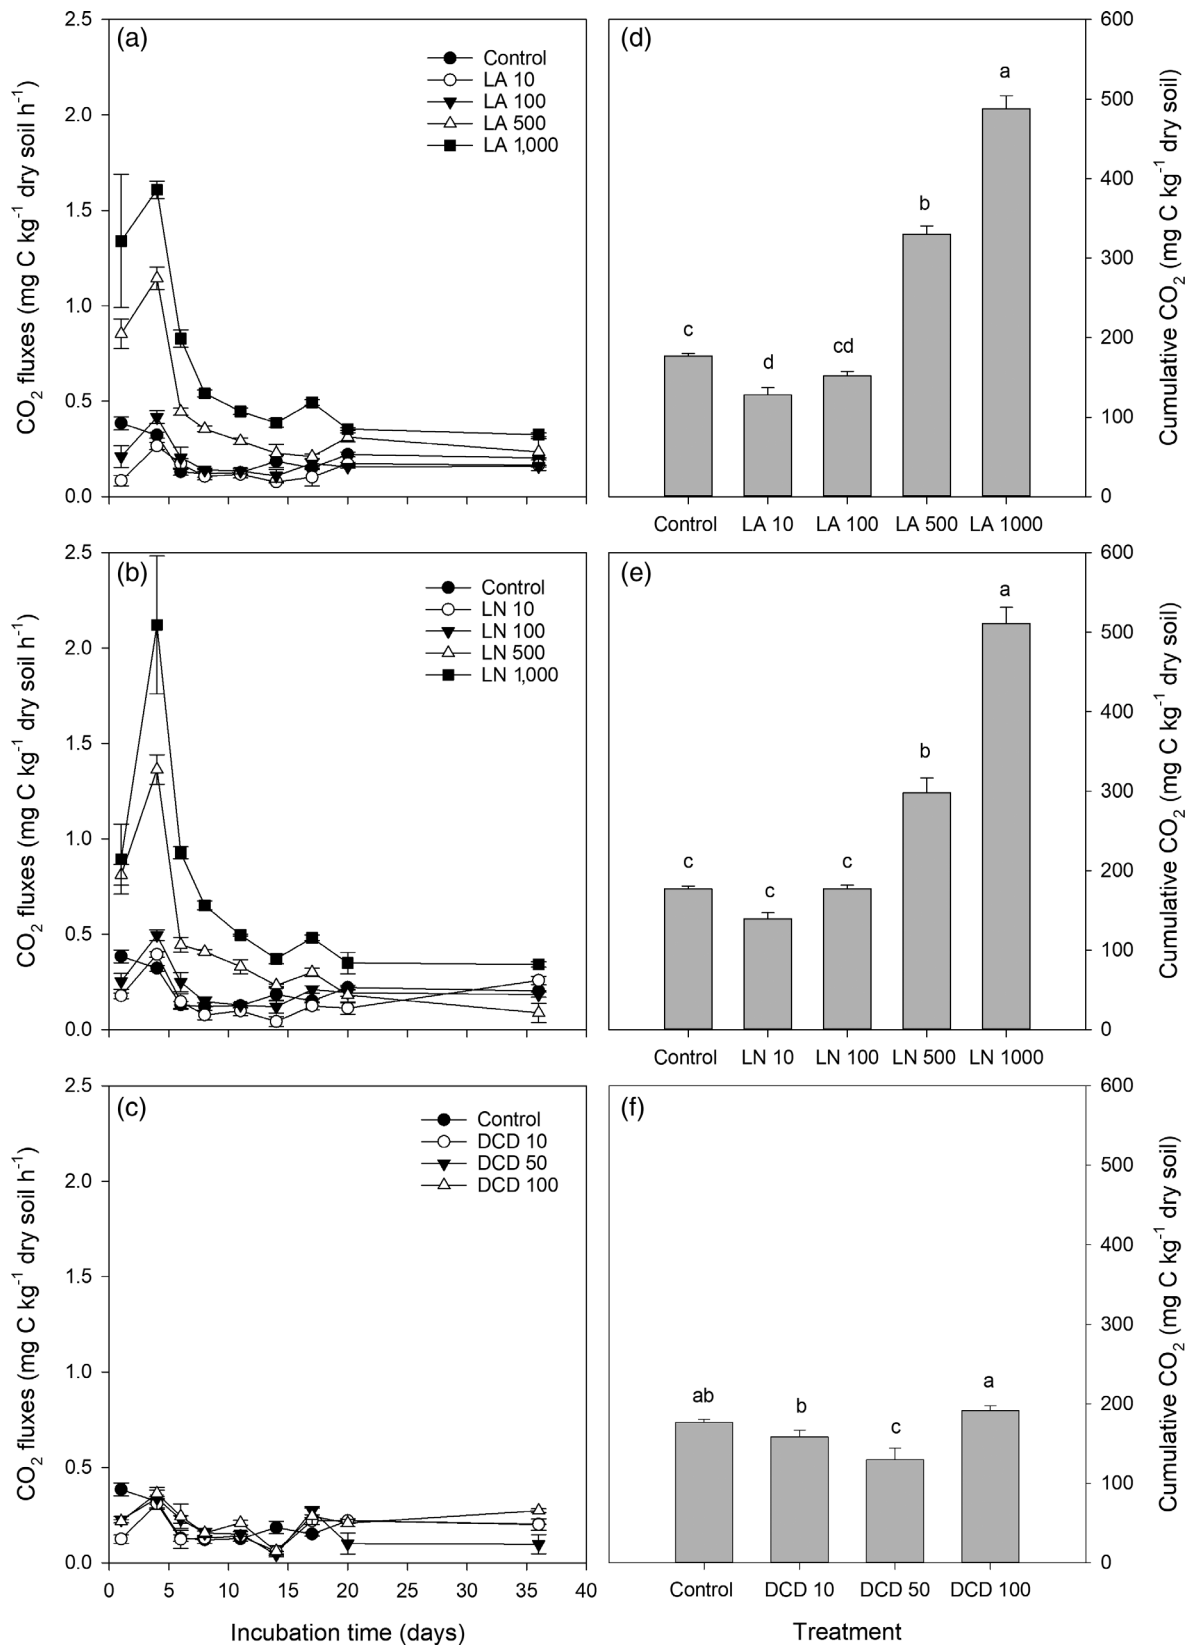 (a)
Control
LA 10
LA 100
LA 500
LA 1,000
CO₂ fluxes (mg C kg⁻¹ dry soil h⁻¹)
2.5
2.0
1.5
1.0
0.5
0.0
(d)
c
d
cd
b
a
600
500
400
300
200
100
0
Cumulative CO₂ (mg C kg⁻¹ dry soil)
Control LA 10 LA 100 LA 500 LA 1000
(b)
Control
LN 10
LN 100
LN 500
LN 1,000
CO₂ fluxes (mg C kg⁻¹ dry soil h⁻¹)
2.5
2.0
1.5
1.0
0.5
0.0
(e)
c
c
c
b
a
600
500
400
300
200
100
0
Cumulative CO₂ (mg C kg⁻¹ dry soil)
Control LN 10 LN 100 LN 500 LN 1000
(c)
Control
DCD 10
DCD 50
DCD 100
CO₂ fluxes (mg C kg⁻¹ dry soil h⁻¹)
2.5
2.0
1.5
1.0
0.5
0.0
0 5 10 15 20 25 30 35 40
Incubation time (days)
(f)
ab
b
c
a
600
500
400
300
200
100
0
Cumulative CO₂ (mg C kg⁻¹ dry soil)
Control DCD 10 DCD 50 DCD 100
Treatment